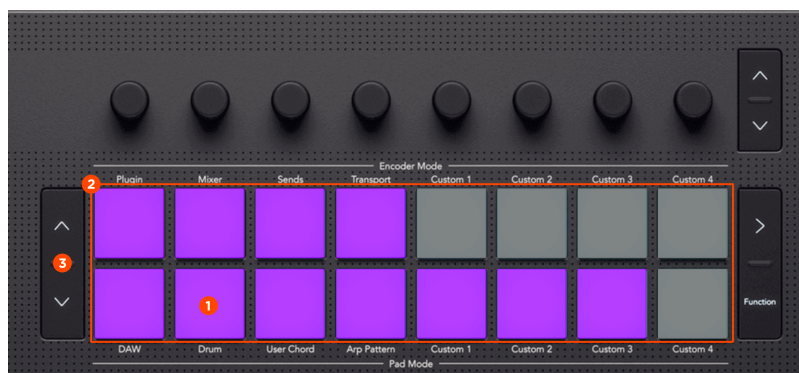 Encoder Mode
2 Plugin Mixer Sends Transport Custom 1 Custom 2 Custom 3 Custom 4
3
1
Function
DAW Drum User Chord Arp Pattern Custom 1 Custom 2 Custom 3 Custom 4
Pad Mode